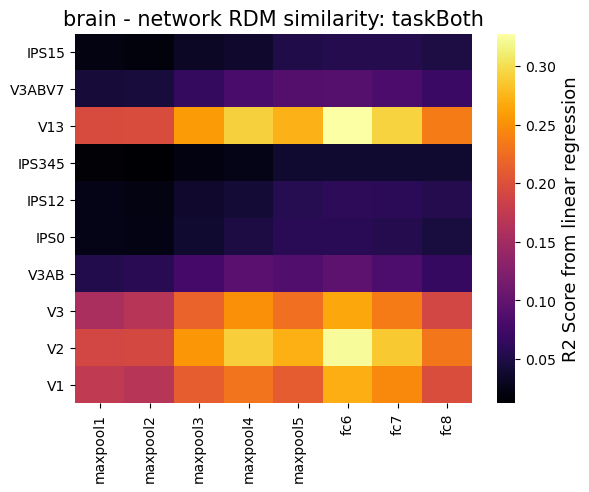 brain - network RDM similarity: taskBoth
IPS15
V3ABV7
V13
IPS345
IPS12
IPS0
V3AB
V3
V2
V1
maxpool1
maxpool2
maxpool3
maxpool4
maxpool5
fc6
fc7
fc8
0.30
0.25
0.20
0.15
0.10
0.05
R2 Score from linear regression